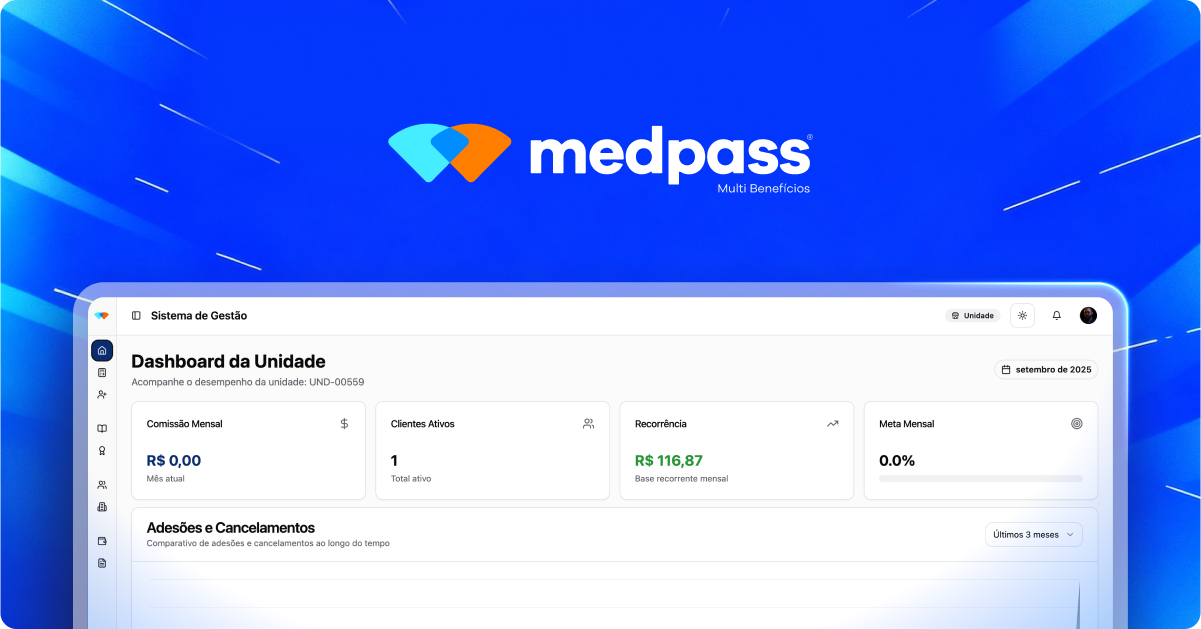 medpass®
Multi Benefícios
Sistema de Gestão
Unidade
Dashboard da Unidade
Acompanhe o desempenho da unidade: UND-00559
setembro de 2025
Comissão Mensal
R$ 0,00
Mês atual
Clientes Ativos
1
Total ativo
Recorrência
R$ 116,87
Base recorrente mensal
Meta Mensal
0.0%
Adesões e Cancelamentos
Comparativo de adesões e cancelamentos ao longo do tempo
Últimos 3 meses